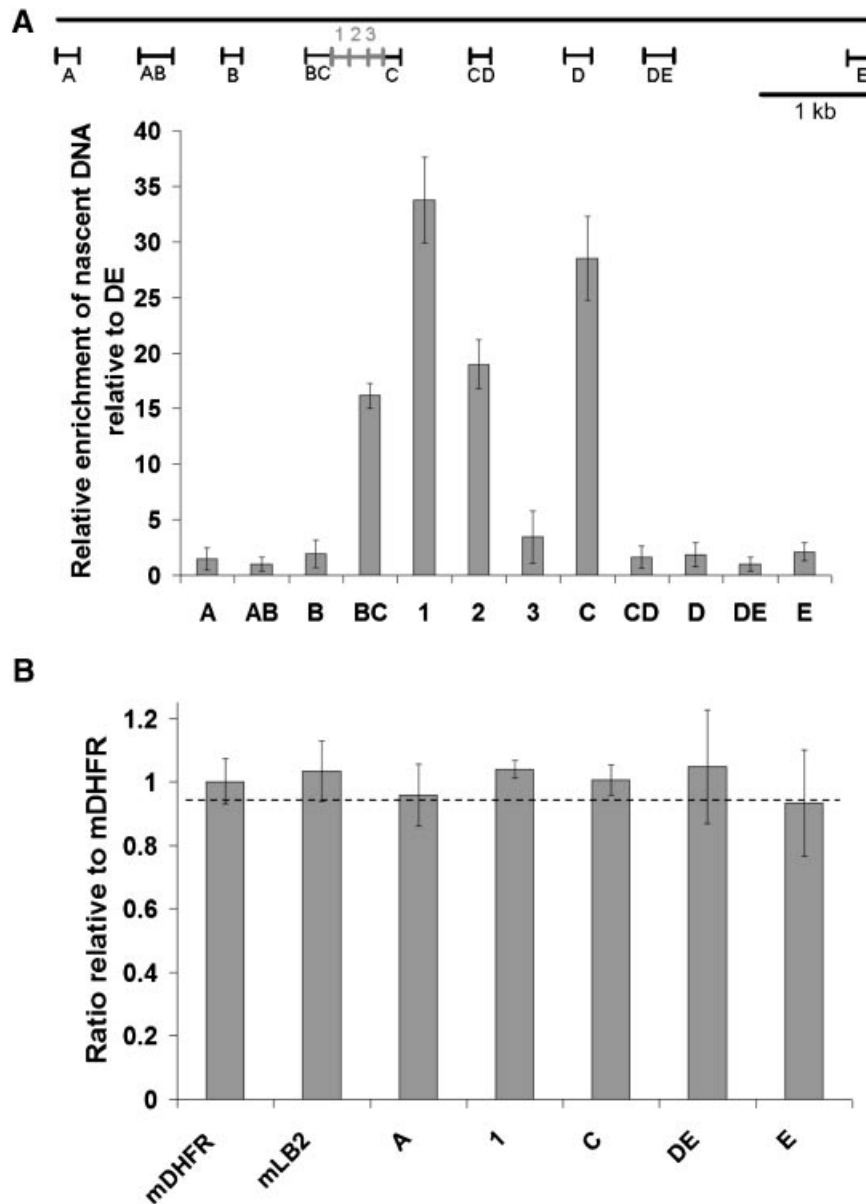 A
1 2 3
A AB B BC C CD D DE E
1 kb
Relative enrichment of nascent DNA
relative to DE
40
35
30
25
20
15
10
5
0
A AB B BC 1 2 3 C CD D DE E
B
Ratio relative to mDHFR
1.2
1
0.8
0.6
0.4
0.2
0
mDHFR mLB2 A 1 C DE E